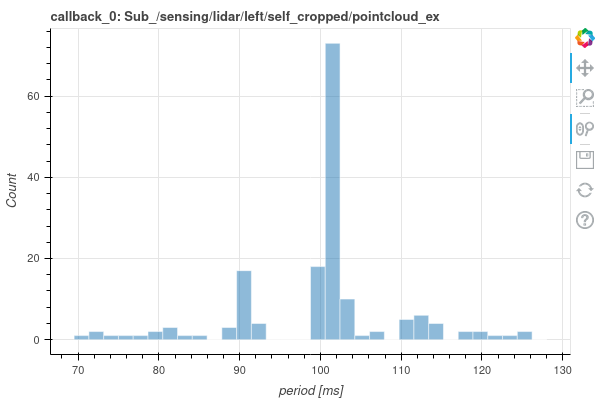 callback_0: Sub_/sensing/lidar/left/self_cropped/pointcloud_ex
60
40
20
0
Count
70 80 90 100 110 120 130
period [ms]